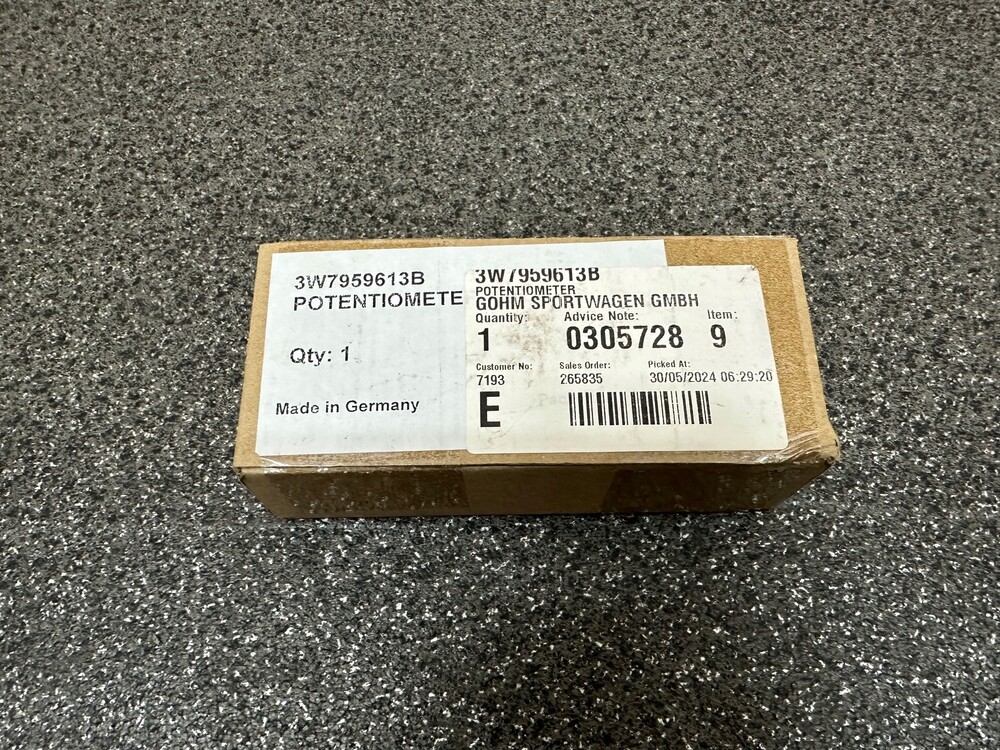 3W7959613B
POTENTIOMETE
Qty: 1
Made in Germany
3W7959613B
POTENTIOMETER
GOHM SPORTWAGEN GMBH
Quantity: Advice Note: Item:
1 0305728 9
Customer No: Sales Order: Picked At:
7193 265835 30/05/2024 06:29:20
E